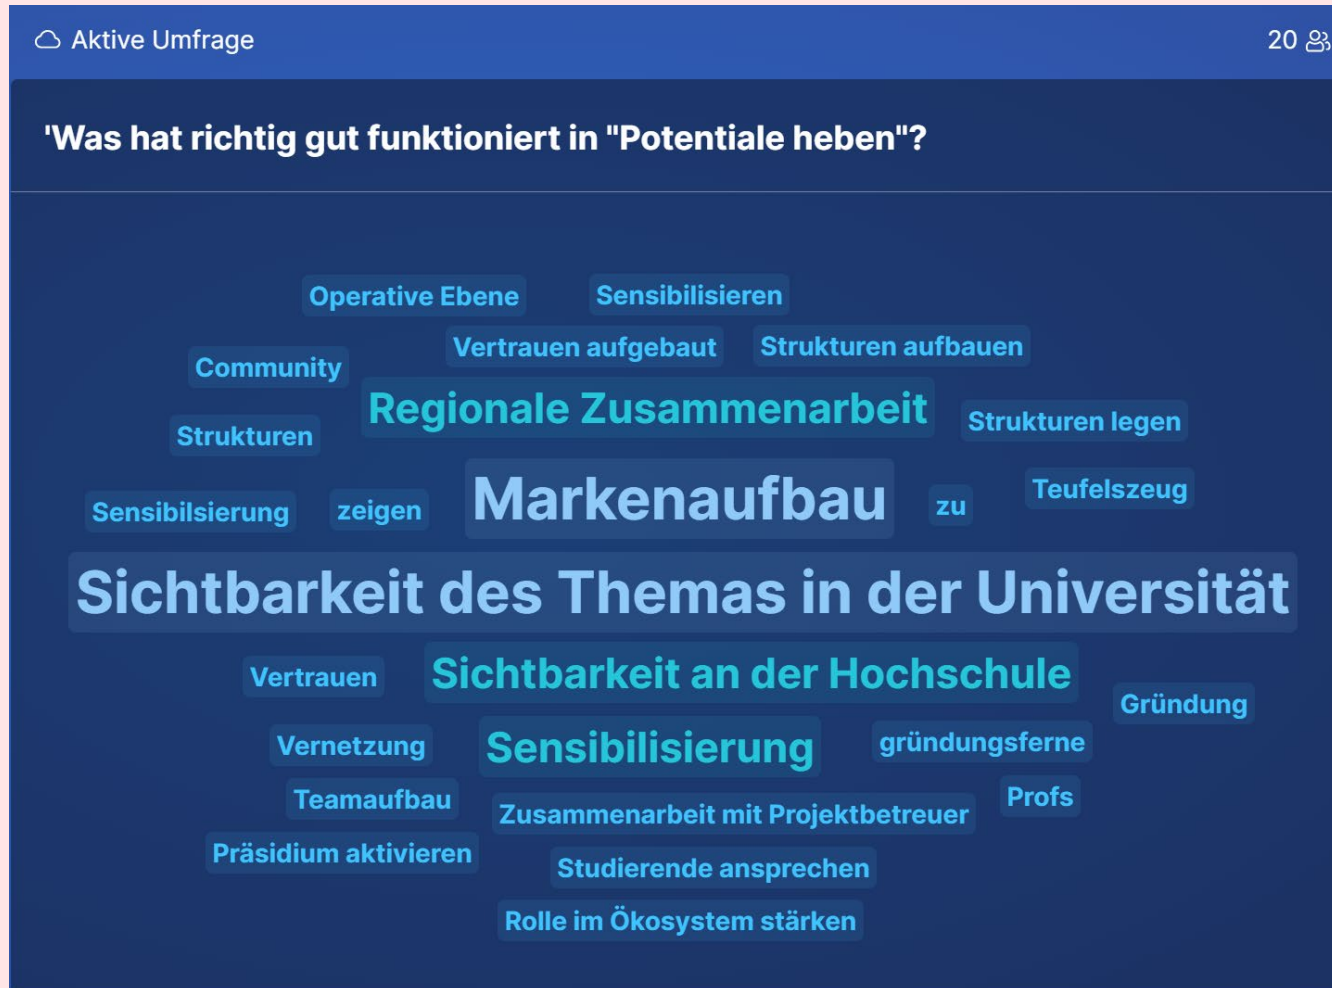 Aktive Umfrage
20
'Was hat richtig gut funktioniert in "Potentiale heben"?
Operative Ebene
Sensibilisieren
Vertrauen aufgebaut
Strukturen aufbauen
Community
Regionale Zusammenarbeit
Strukturen
Strukturen legen
Markenaufbau
Teufelszeug
Sensibilsierung
zeigen
zu
Sichtbarkeit des Themas in der Universität
Vertrauen
Sichtbarkeit an der Hochschule
Gründung
Vernetzung
Sensibilisierung
gründungsferne
Teamaufbau
Zusammenarbeit mit Projektbetreuer
Profs
Präsidium aktivieren
Studierende ansprechen
Rolle im Ökosystem stärken